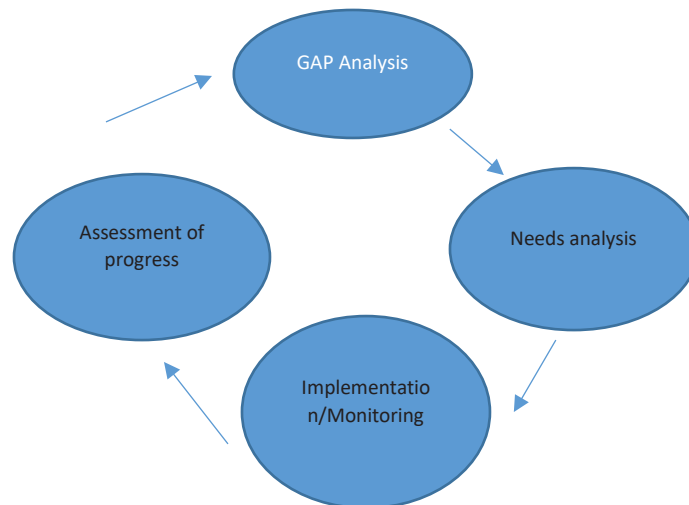 GAP Analysis
Needs analysis
Implementatio
n/Monitoring
Assessment of
progress